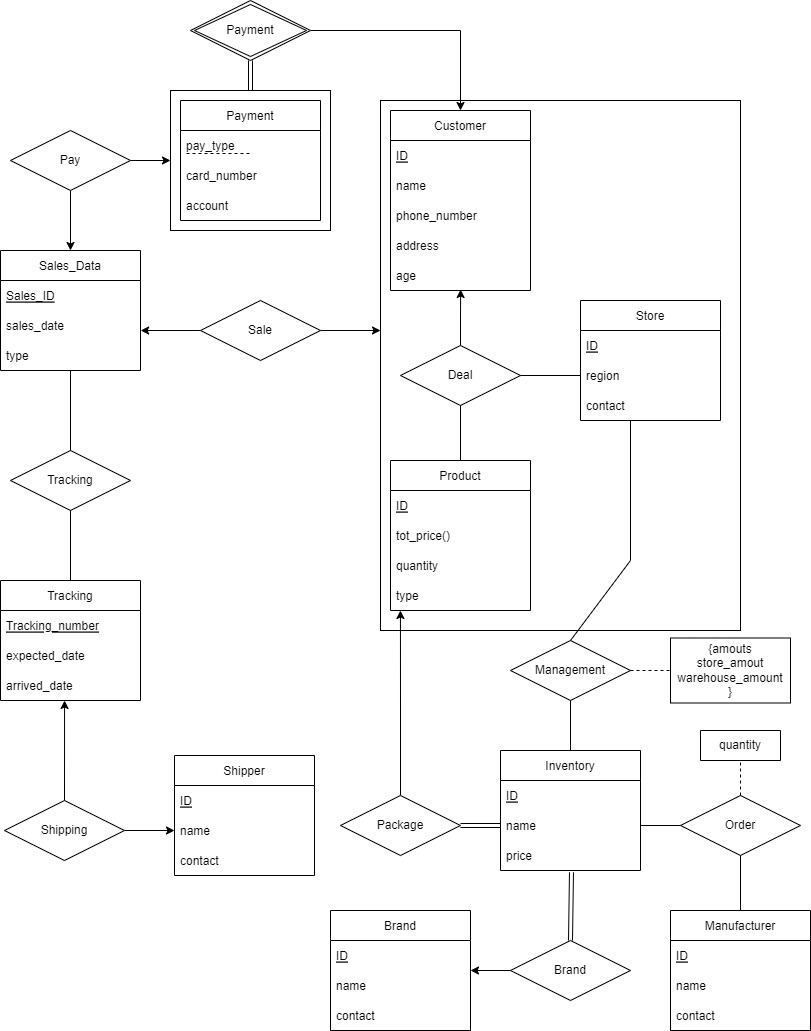 Payment
Payment
pay_type
card_number
account
Customer
ID
name
phone_number
address
age
Pay
Sales_Data
Sales_ID
sales_date
type
Sale
Store
ID
region
contact
Deal
Tracking
Product
ID
tot_price()
quantity
type
Tracking
Tracking_number
expected_date
arrived_date
Management
{amouts
store_amout
warehouse_amount
}
quantity
Shipper
ID
name
contact
Shipping
Inventory
ID
name
price
Package
Order
Brand
ID
name
contact
Brand
Manufacturer
ID
name
contact